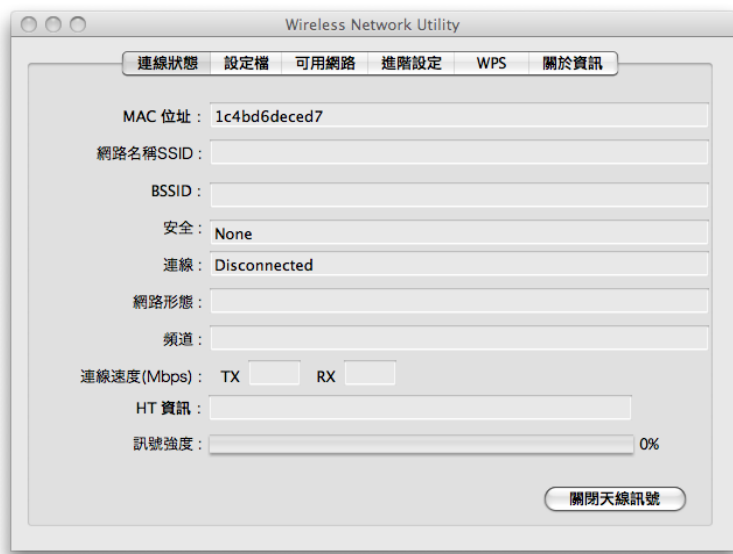 Wireless Network Utility
連線狀態 設定檔 可用網路 進階設定 WPS 關於資訊
MAC 位址 : 1c4bd6deced7
網路名稱SSID :
BSSID :
安全 : None
連線 : Disconnected
網路形態 :
頻道 :
連線速度(Mbps) : TX RX
HT 資訊 :
訊號強度 : 0%
關閉天線訊號